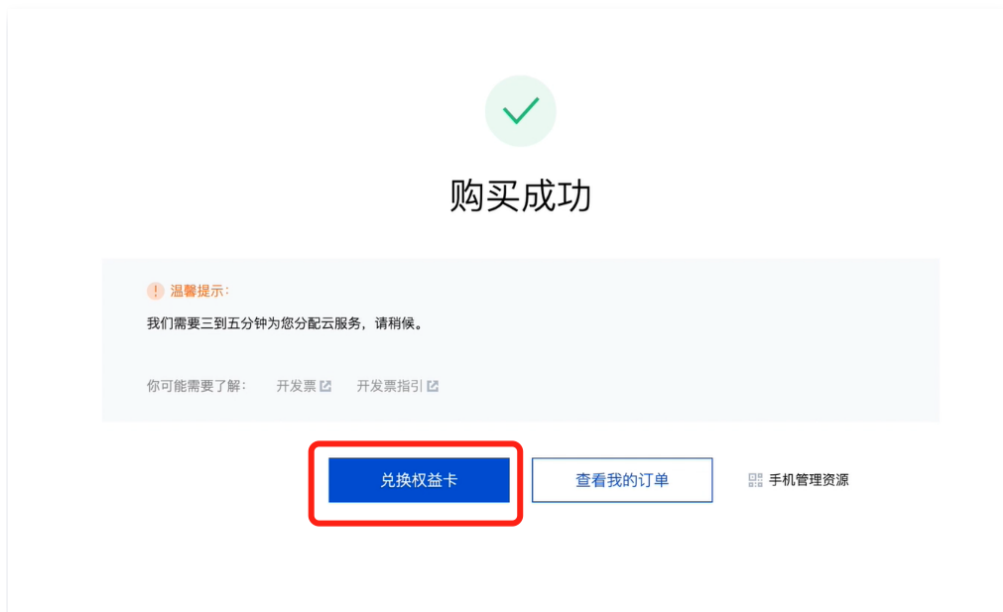 购买成功
温馨提示：
我们需要三到五分钟为您分配云服务，请稍候。
你可能需要了解： 开发票 开发票指引
兑换权益卡 查看我的订单 手机管理资源